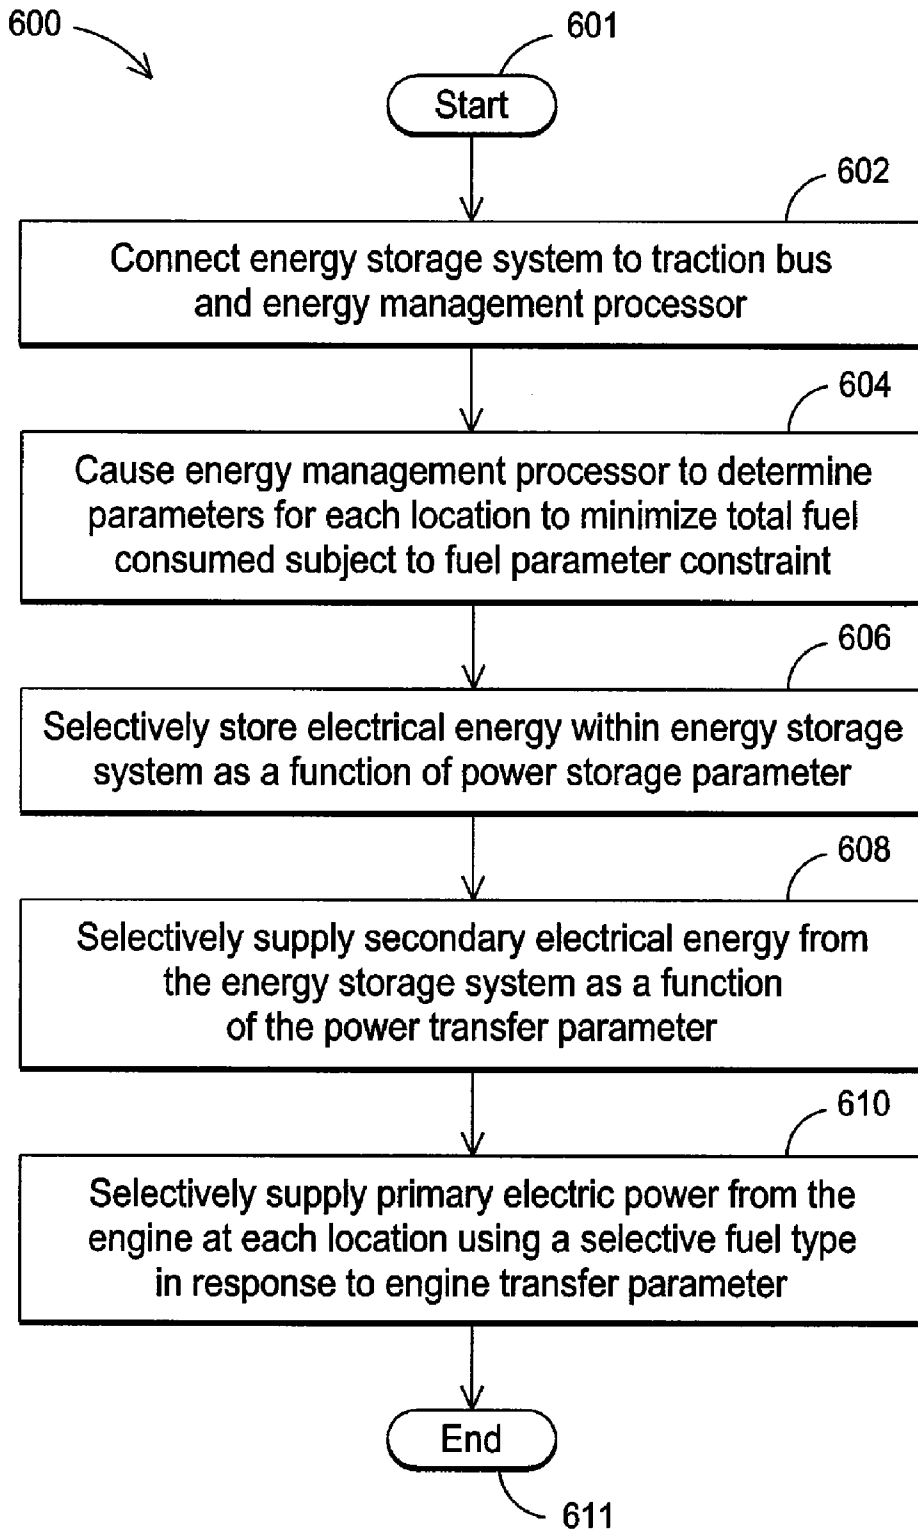 600
601
Start
602
Connect energy storage system to traction bus
and energy management processor
604
Cause energy management processor to determine
parameters for each location to minimize total fuel
consumed subject to fuel parameter constraint
606
Selectively store electrical energy within energy storage
system as a function of power storage parameter
608
Selectively supply secondary electrical energy from
the energy storage system as a function
of the power transfer parameter
610
Selectively supply primary electric power from the
engine at each location using a selective fuel type
in response to engine transfer parameter
End
611